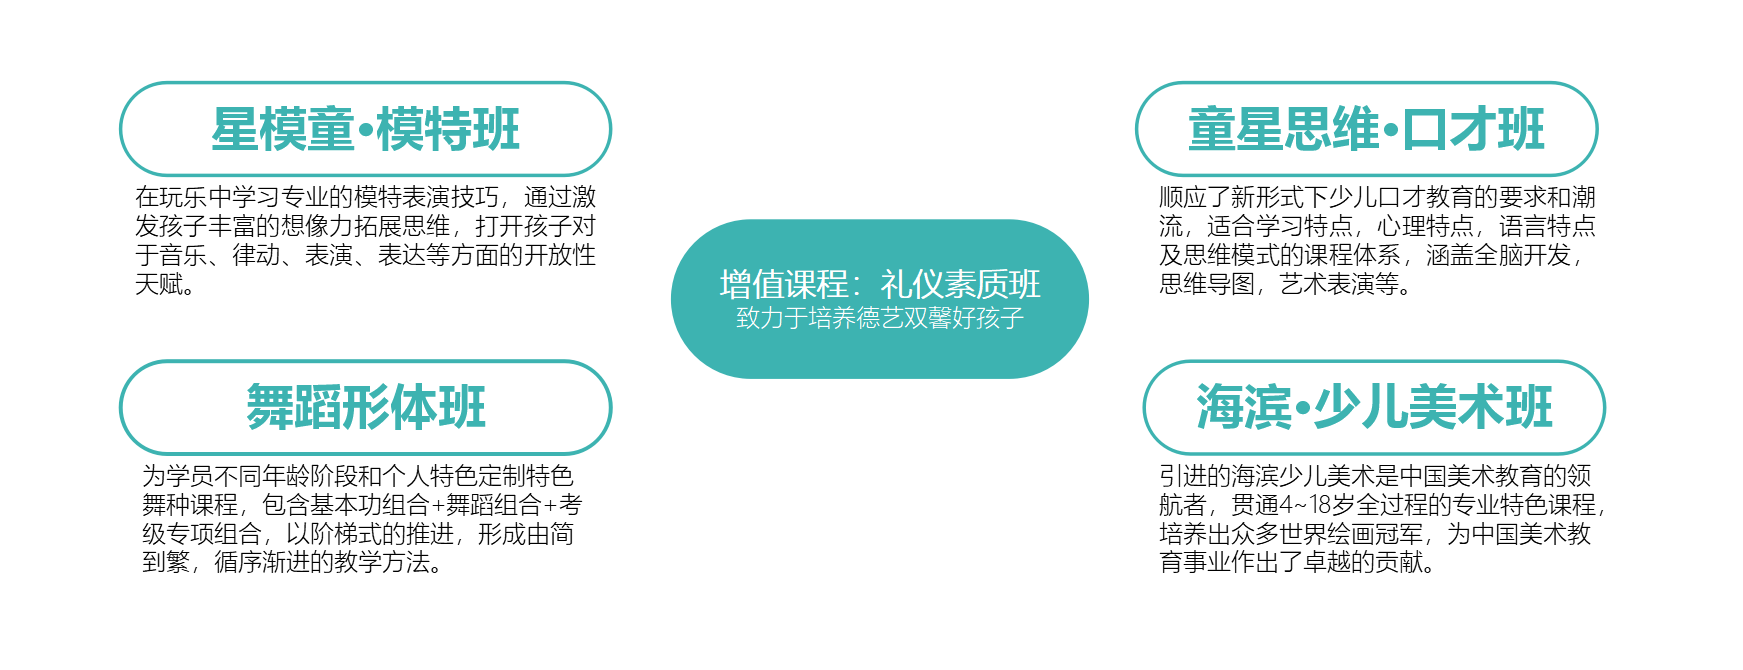 星模童·模特班
在玩乐中学习专业的模特表演技巧，通过激
发孩子丰富的想像力拓展思维，打开孩子对
于音乐、律动、表演、表达等方面的开放性
天赋。
舞蹈形体班
为学员不同年龄阶段和个人特色定制特色
舞种课程，包含基本功组合+舞蹈组合+考
级专项组合，以阶梯式的推进，形成由简
到繁，循序渐进的教学方法。
增值课程：礼仪素质班
致力于培养德艺双馨好孩子
童星思维·口才班
顺应了新形式下少儿口才教育的要求和潮
流，适合学习特点，心理特点，语言特点
及思维模式的课程体系，涵盖全脑开发，
思维导图，艺术表演等。
海滨·少儿美术班
引进的海滨少儿美术是中国美术教育的领
航者，贯通4~18岁全过程的专业特色课程，
培养出众多世界绘画冠军，为中国美术教
育事业作出了卓越的贡献。